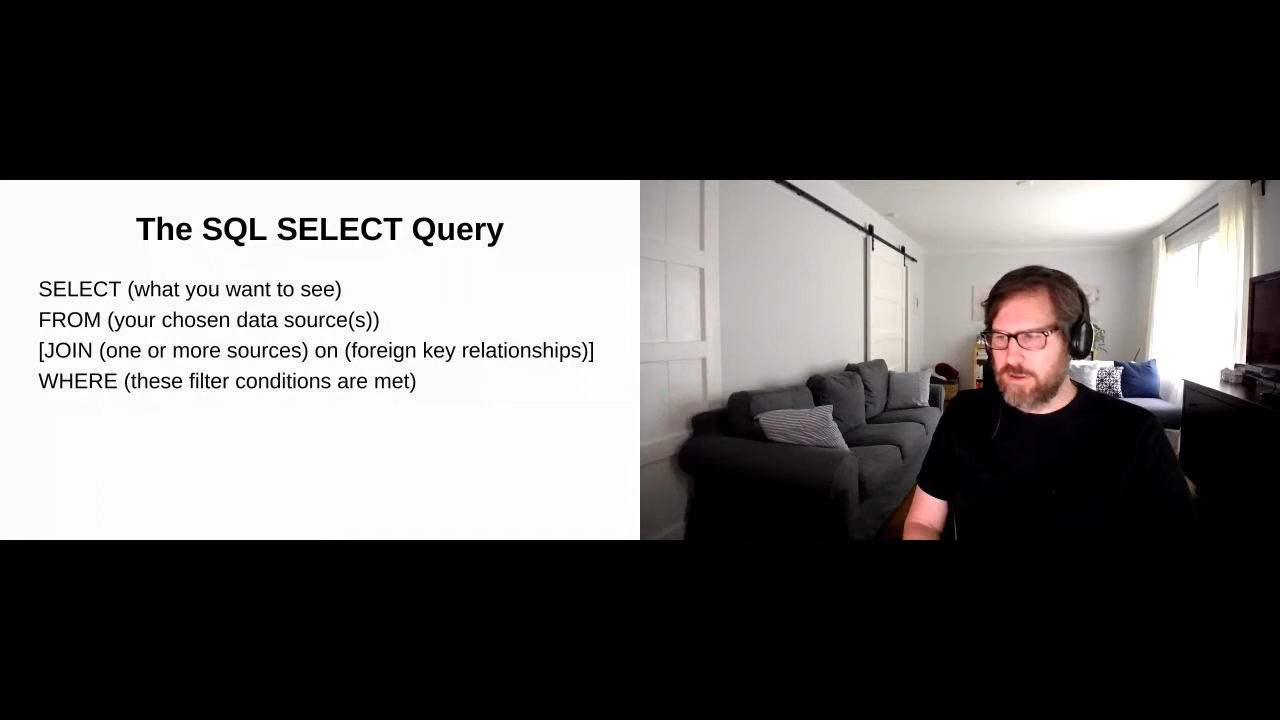 The SQL SELECT Query
SELECT (what you want to see)
FROM (your chosen data source(s))
[JOIN (one or more sources) on (foreign key relationships)]
WHERE (these filter conditions are met)